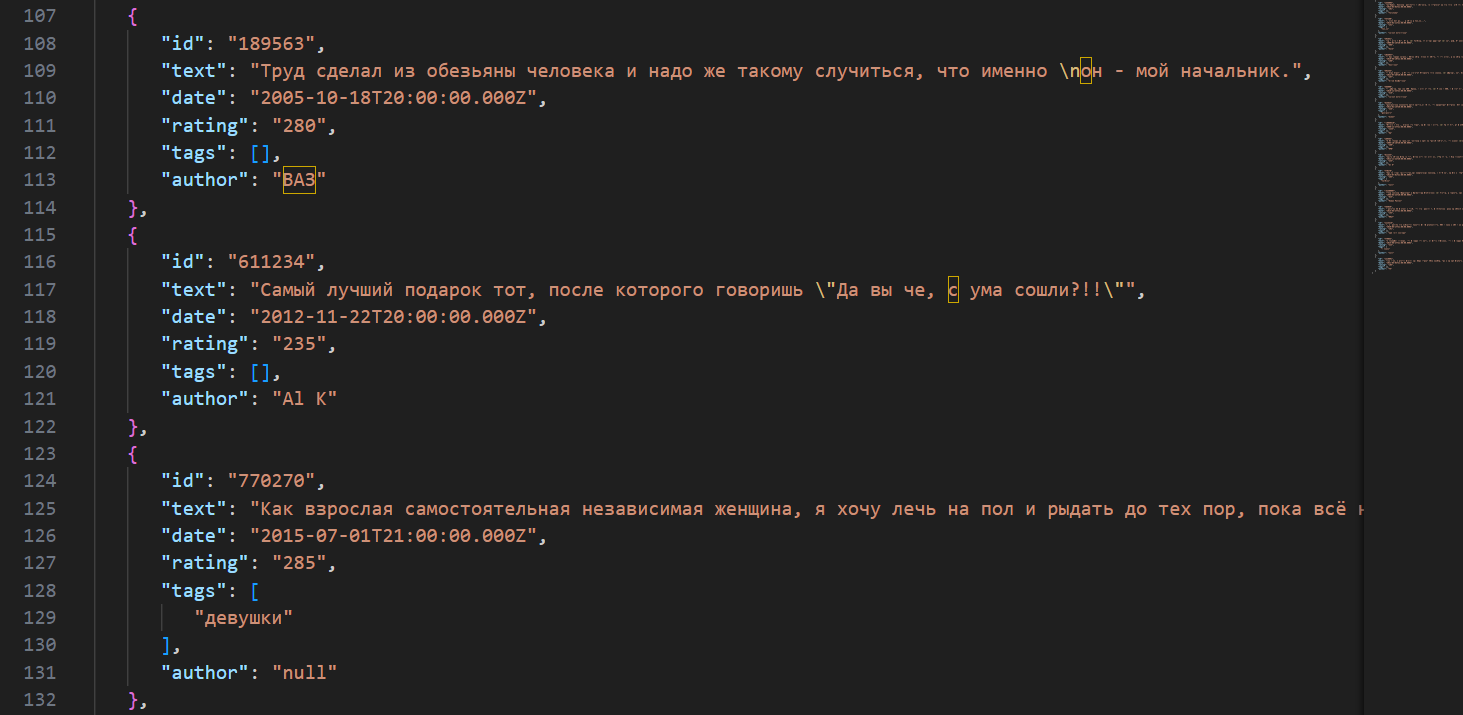 107 {
108 "id": "189563",
109 "text": "Труд сделал из обезьяны человека и надо же такому случиться, что именно \nон - мой начальник.",
110 "date": "2005-10-18T20:00:00.000Z",
111 "rating": "280",
112 "tags": [],
113 "author": "ВАЗ"
114 },
115 {
116 "id": "611234",
117 "text": "Самый лучший подарок тот, после которого говоришь \"Да вы че, с ума сошли?!!\"",
118 "date": "2012-11-22T20:00:00.000Z",
119 "rating": "235",
120 "tags": [],
121 "author": "Al K"
122 },
123 {
124 "id": "770270",
125 "text": "Как взрослая самостоятельная независимая женщина, я хочу лечь на пол и рыдать до тех пор, пока всё
126 "date": "2015-07-01T21:00:00.000Z",
127 "rating": "285",
128 "tags": [
129 "девушки"
130 ],
131 "author": "null"
132 },